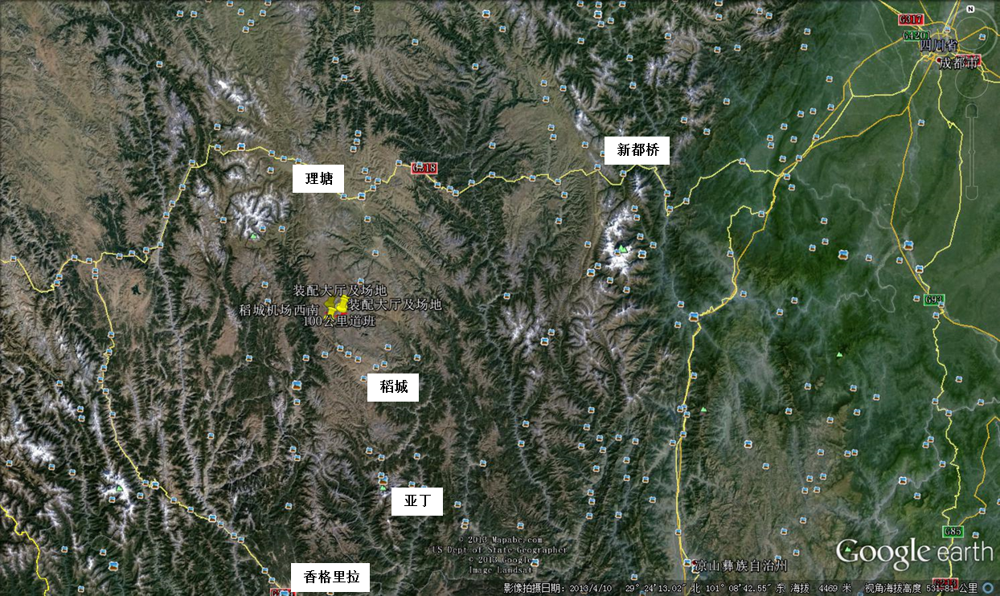 N
G317
G4201
四川省
成都市
新都桥
理塘
G318
装配大厅及场地
装配大厅及场地
稻城机场西南
100公里道班
G93
稻城
亚丁
© 2013 Mapabc.com
US Dept of State Geographer
© 2013 Google
Image Landsat
G85
Google earth
凉山彝族自治州
香格里拉
G213
影像拍摄日期: 2013/4/10 29°24'13.02" 北 101°08'42.55" 东 海拔 4469 米 视角海拔高度 531.81 公里